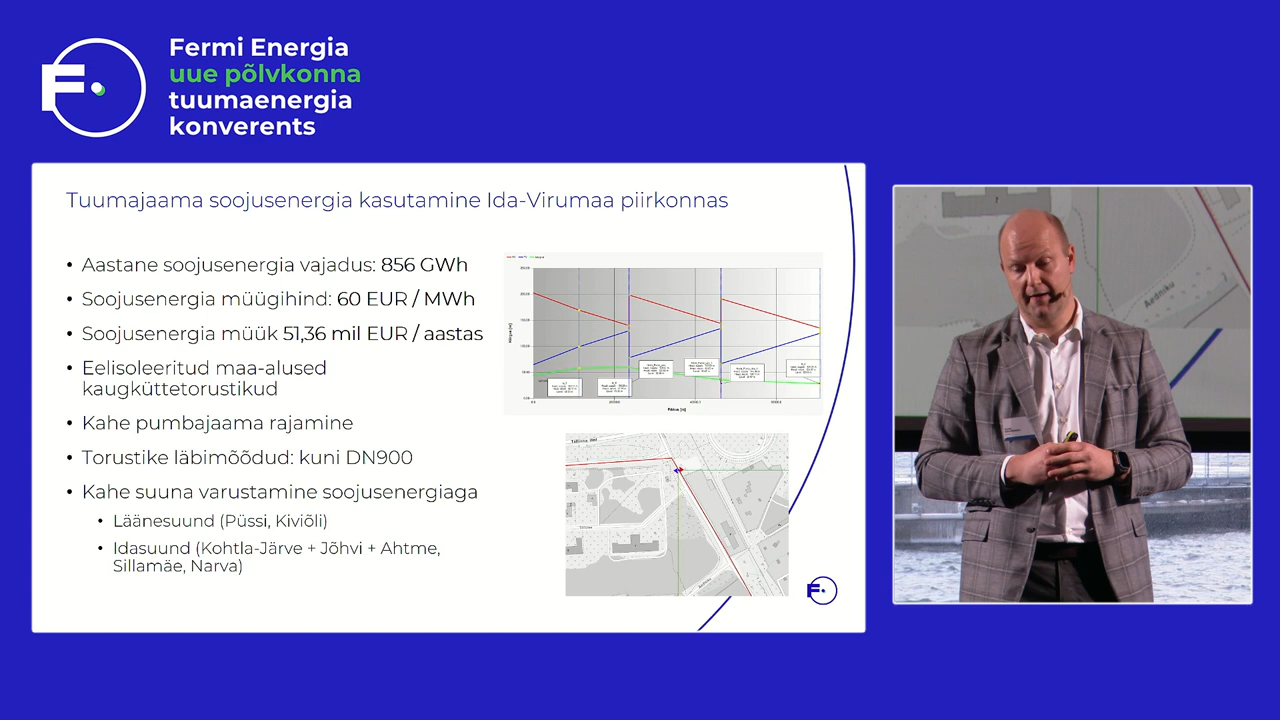 Fermi Energia
uue põlvkonna
tuumaenergia
konverents
Tuumajaama soojusenergia kasutamine Ida-Virumaa piirkonnas
• Aastane soojusenergia vajadus: 856 GWh
• Soojusenergia müügihind: 60 EUR / MWh
• Soojusenergia müük 51,36 mil EUR / aastas
• Eelisoleeritud maa-alused
kaugküttetorustikud
• Kahe pumbajaama rajamine
• Torustike läbimõõdud: kuni DN900
• Kahe suuna varustamine soojusenergiaga
• Läänesuund (Püssi, Kiviõli)
• Idasuund (Kohtla-Järve + Jõhvi + Ahtme,
Sillamäe, Narva)